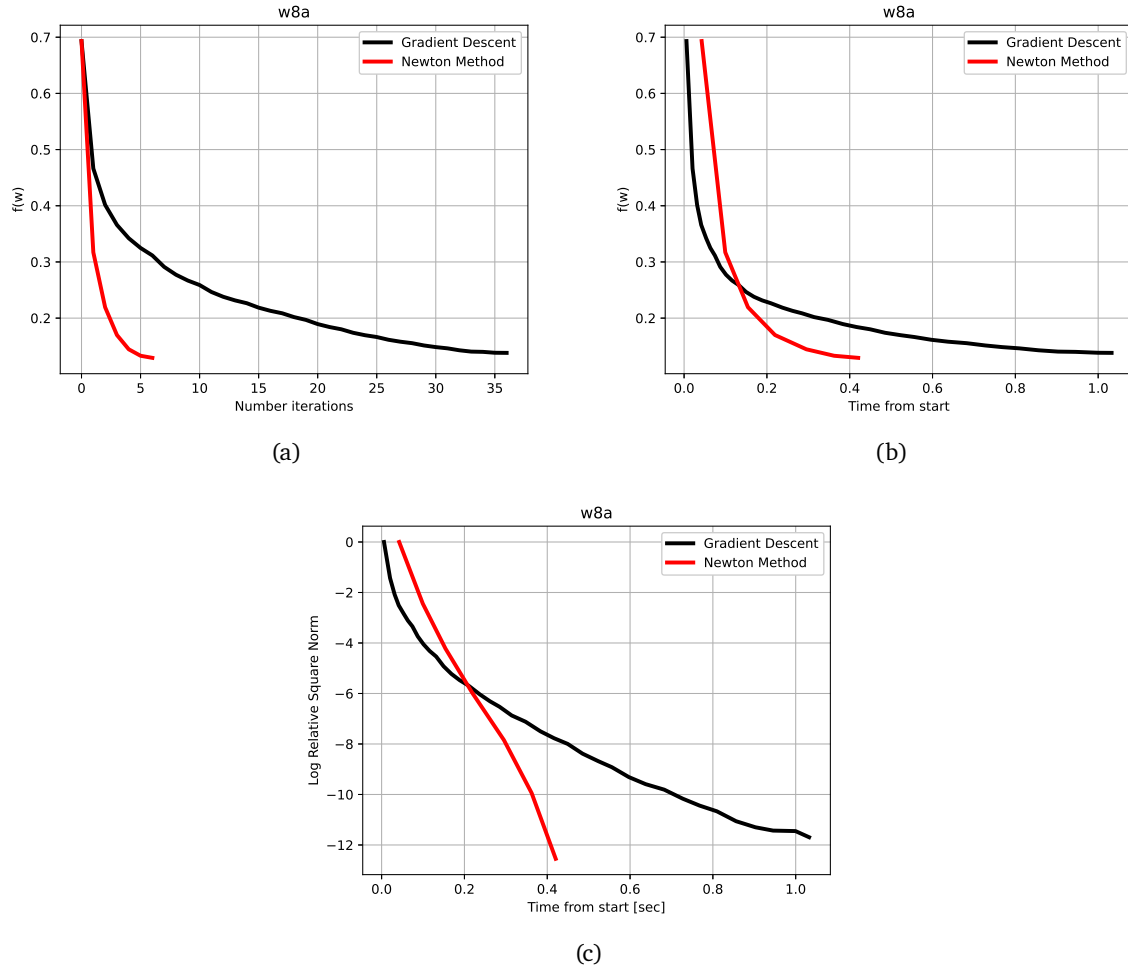 w8a
0.7
0.6
0.5
0.4
0.3
0.2
f(w)
Gradient Descent
Newton Method
0 5 10 15 20 25 30 35
Number iterations
(a)
w8a
0.7
0.6
0.5
0.4
0.3
0.2
f(w)
Gradient Descent
Newton Method
0.0 0.2 0.4 0.6 0.8 1.0
Time from start
(b)
w8a
0
−2
−4
−6
−8
−10
−12
Log Relative Square Norm
Gradient Descent
Newton Method
0.0 0.2 0.4 0.6 0.8 1.0
Time from start [sec]
(c)